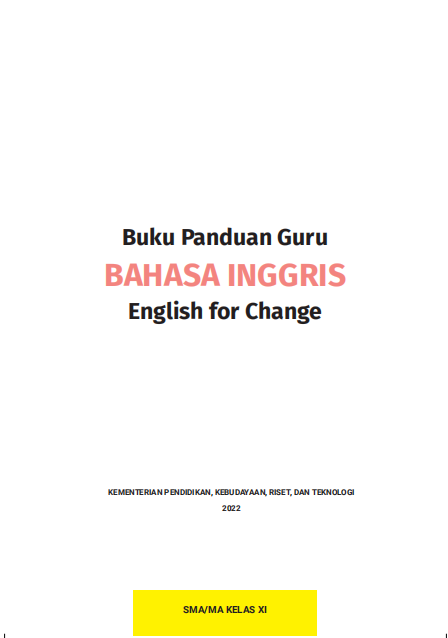 Buku Panduan Guru
BAHASA INGGRIS
English for Change
KEMENTERIAN PENDIDIKAN, KEBUDAYAAN, RISET, DAN TEKNOLOGI
2022
SMA/MA KELAS XI